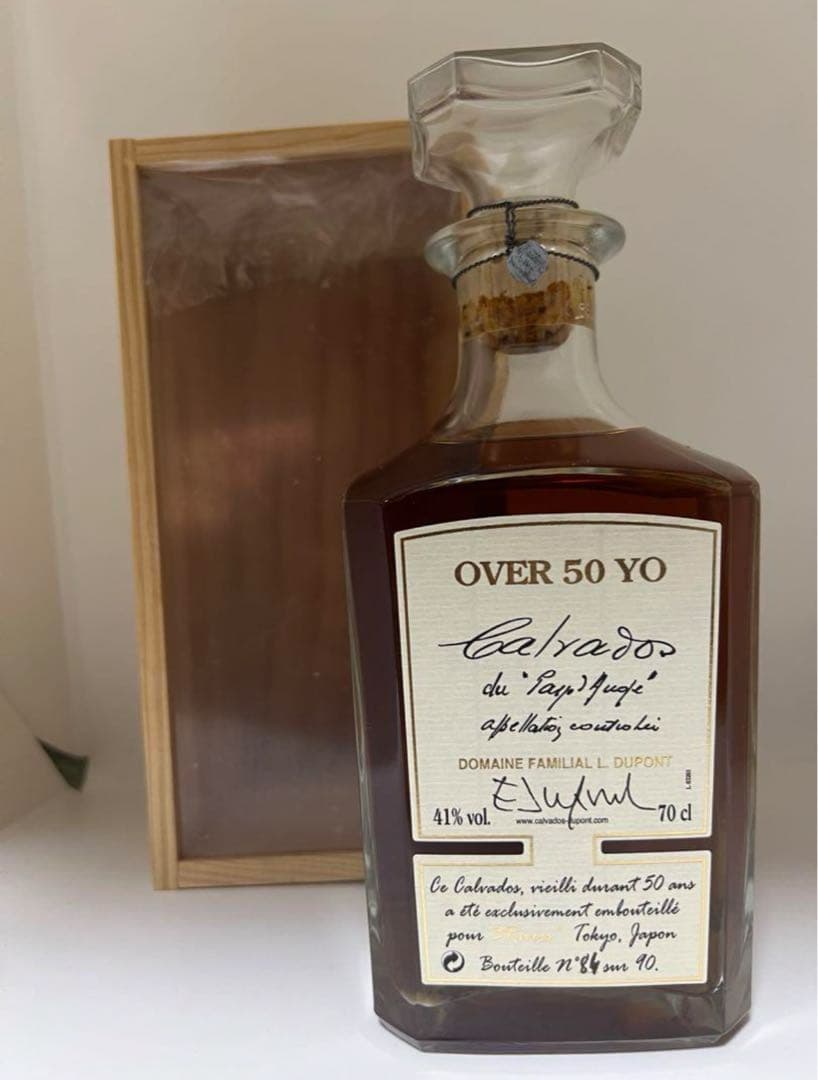 OVER 50 YO
Calvados
du "Pays d'Auge"
appellation contrôlée
DOMAINE FAMILIAL L. DUPONT
E Dupont
41% vol.
www.calvados-dupont.com
70 cl
Ce Calvados, vieilli durant 50 ans
a été exclusivement embouteillé
pour Tokyo, Japon
Bouteille N°84 sur 90.